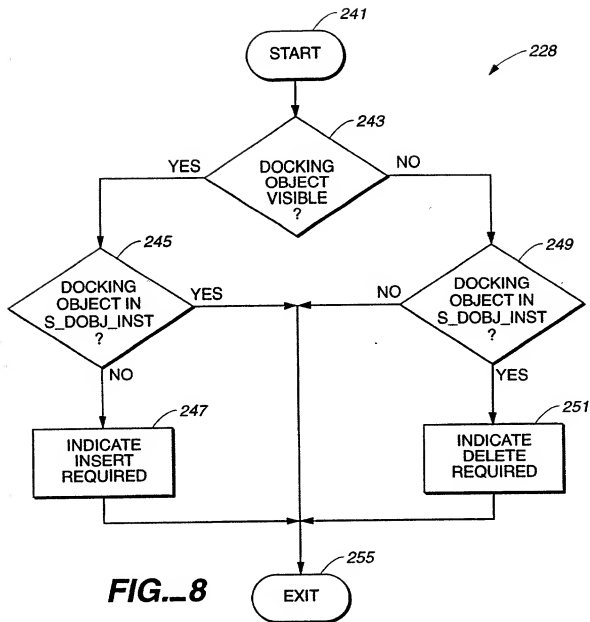 241
START
228
243
YES
NO
DOCKING
OBJECT
VISIBLE
?
245
249
DOCKING
OBJECT IN
S_DOBJ_INST
?
YES
NO
DOCKING
OBJECT IN
S_DOBJ_INST
?
NO
YES
247
251
INDICATE
INSERT
REQUIRED
INDICATE
DELETE
REQUIRED
255
EXIT
FIG._8